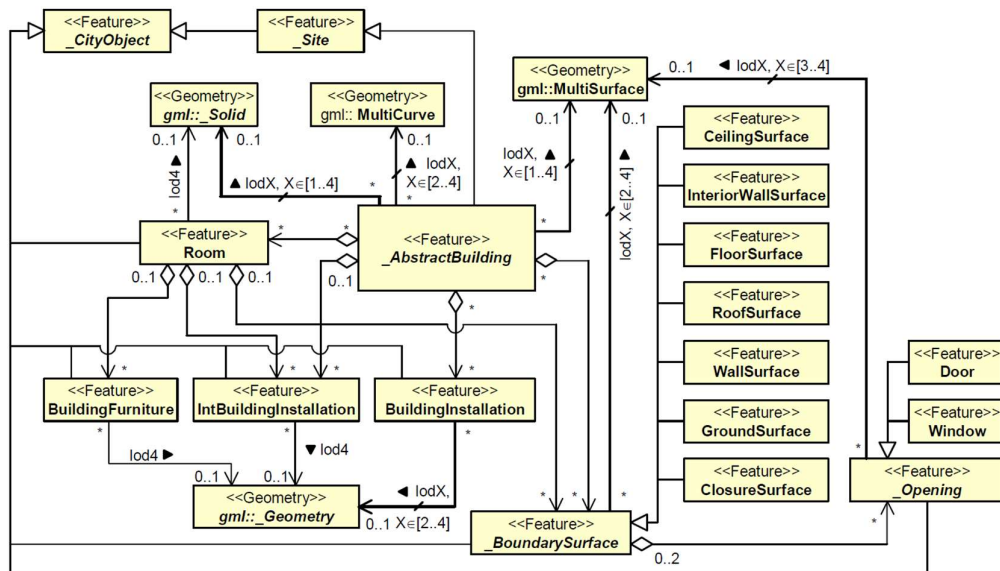 <<Feature>>
_CityObject
<<Feature>>
_Site
<<Geometry>>
gml::_Solid
<<Geometry>>
gml:: MultiCurve
<<Geometry>>
gml::MultiSurface
0..1
◀ lodX, X∈[3..4]
0..1
0..1
0..1
0..1
0..1
<<Feature>>
CeilingSurface
lod4 ▲
▲ lodX, X∈[1..4]
▲ lodX,
X∈[2..4]
lodX, ▲
X∈[1..4]
lodX, X∈[2..4] ▲
<<Feature>>
InteriorWallSurface
*
*
*
*
<<Feature>>
Room
*
*
<<Feature>>
_AbstractBuilding
<<Feature>>
FloorSurface
0..1
0..1
0..1
0..1
*
*
<<Feature>>
RoofSurface
<<Feature>>
WallSurface
<<Feature>>
Door
*
*
*
*
<<Feature>>
BuildingFurniture
<<Feature>>
IntBuildingInstallation
<<Feature>>
BuildingInstallation
<<Feature>>
GroundSurface
<<Feature>>
Window
*
*
*
lod4 ▶
▼ lod4
◀ lodX,
X∈[2..4]
0..1
0..1
0..1
<<Geometry>>
gml::_Geometry
<<Feature>>
ClosureSurface
*
<<Feature>>
_Opening
*
*
*
*
<<Feature>>
_BoundarySurface
0..2